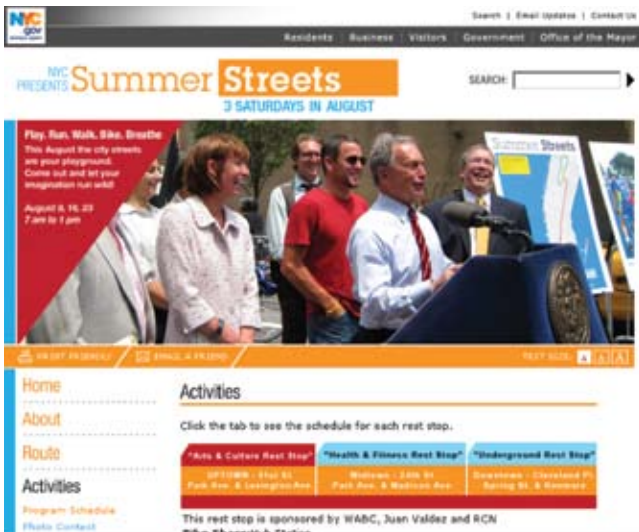 NYC
.gov
Search | Email Updates | Contact Us
Residents Business Visitors Government Office of the Mayor
NYC
PRESENTS Summer Streets
3 SATURDAYS IN AUGUST
SEARCH:
Play. Run. Walk. Bike. Breathe
This August the city streets
are your playground.
Come out and let your
imagination run wild!
August 9, 16, 23
7 am to 1 pm
Summer Streets
PRINT FRIENDLY / EMAIL A FRIEND
TEXT SIZE: A A A
Home
About
Route
Activities
Program Schedule
Photo Contest
Activities
Click the tab to see the schedule for each rest stop.
"Arts & Culture Rest Stop" "Health & Fitness Rest Stop" "Underground Rest Stop"
UPTOWN - 51st St. Midtown - 24th St Downtown - Cleveland Pl
Park Ave. & Lexington Ave Park Ave. & Madison Ave Spring St. & Kenmare
This rest stop is sponsored by WABC, Juan Valdez and RCN